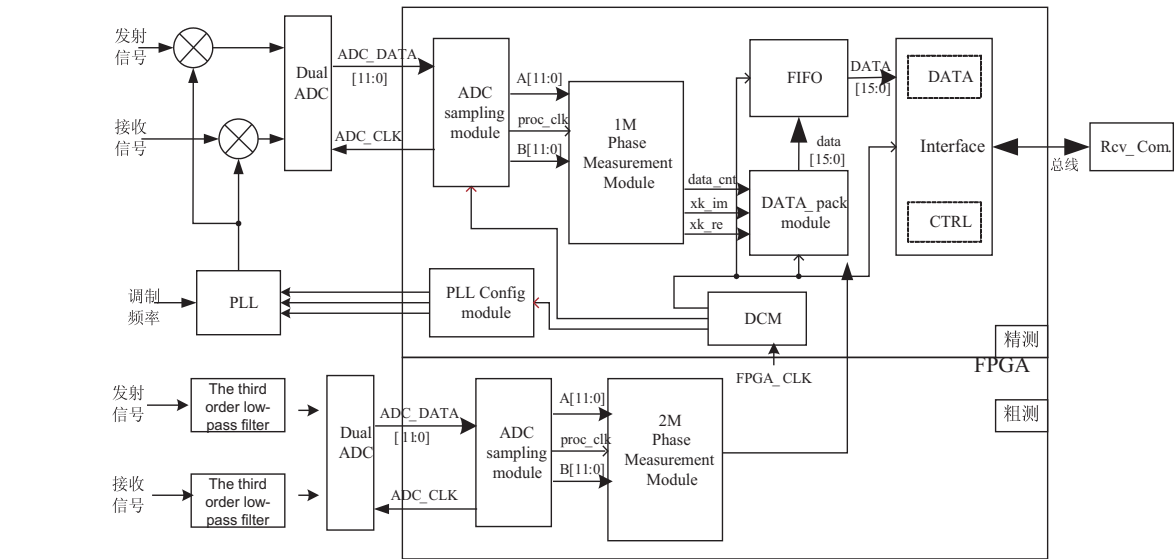 发射
信号
Dual
ADC
ADC_DATA
[11:0]
ADC_CLK
接收
信号
ADC
sampling
module
A[11:0]
proc_clk
B[11:0]
1M
Phase
Measurement
Module
data_cnt
xk_im
xk_re
FIFO
DATA
[15:0]
data
[15:0]
DATA_pack
module
DATA
Interface
CTRL
总线
Rcv_Com.
调制
频率
PLL
PLL Config
module
DCM
FPGA_CLK
精测
FPGA
粗测
发射
信号
The third
order low-
pass filter
接收
信号
The third
order low-
pass filter
Dual
ADC
ADC_DATA
[11:0]
ADC_CLK
ADC
sampling
module
A[11:0]
proc_clk
B[11:0]
2M
Phase
Measurement
Module